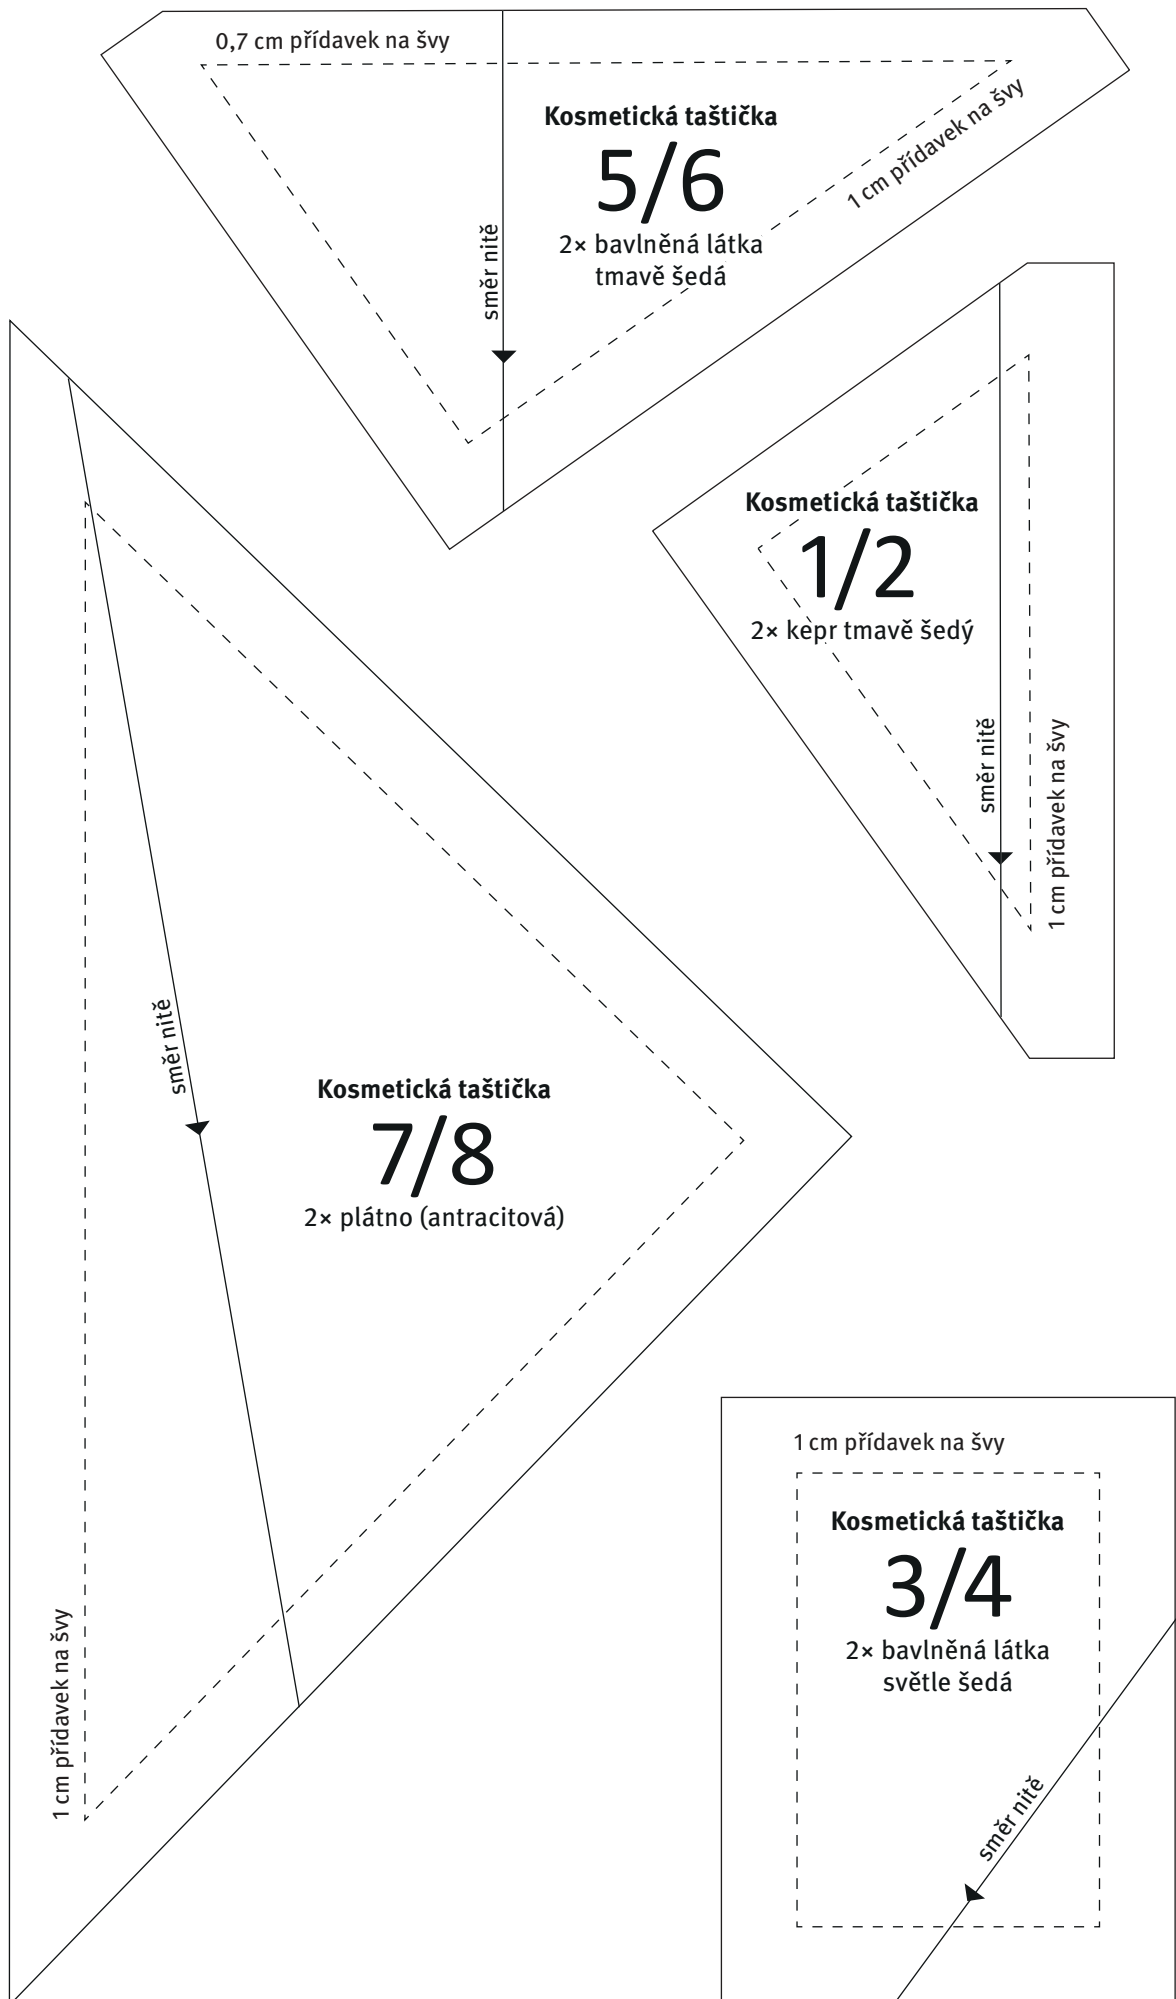 0,7 cm přídavek na švy
Kosmetická taštička
5/6
2× bavlněná látka
tmavě šedá
1 cm přídavek na švy
směr nitě
Kosmetická taštička
1/2
2× kepr tmavě šedý
směr nitě
1 cm přídavek na švy
směr nitě
Kosmetická taštička
7/8
2× plátno (antracitová)
1 cm přídavek na švy
1 cm přídavek na švy
Kosmetická taštička
3/4
2× bavlněná látka
světle šedá
směr nitě